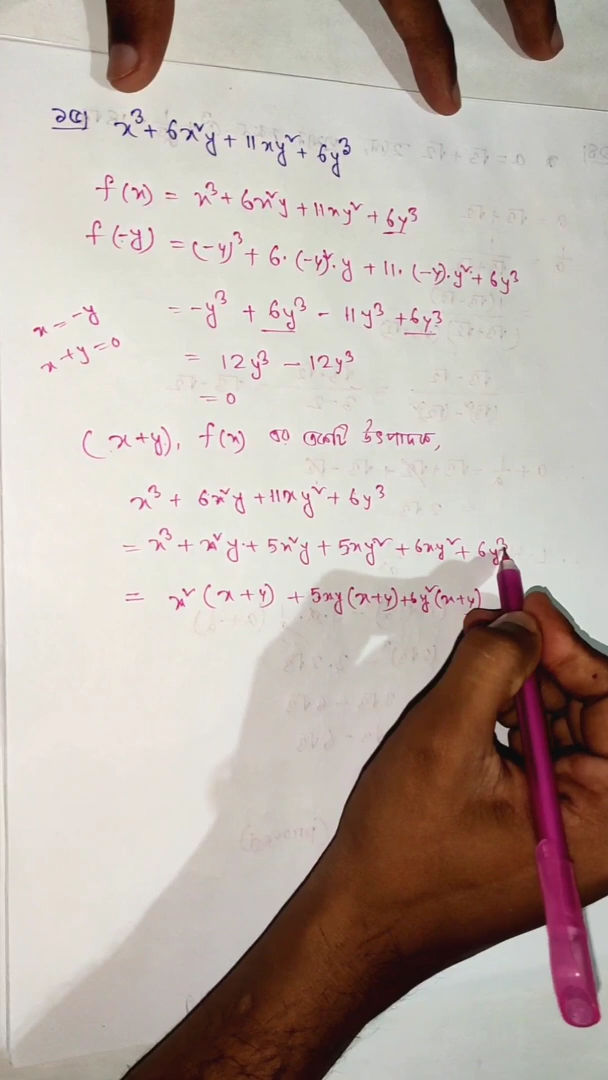 x³ + 6x²y + 11xy² + 6y³
f(x) = x³ + 6x²y + 11xy² + 6y³
f(-y) = (-y)³ + 6·(-y)²·y + 11·(-y)·y² + 6y³
= -y³ + 6y³ - 11y³ + 6y³
x = -y
x + y = 0
= 12y³ - 12y³
= 0
(x+y), f(x) এর একটি উৎপাদক,
x³ + 6x²y + 11xy² + 6y³
= x³ + x²y + 5x²y + 5xy² + 6xy² + 6y³
= x² (x+y) + 5xy(x+y) + 6y²(x+y)